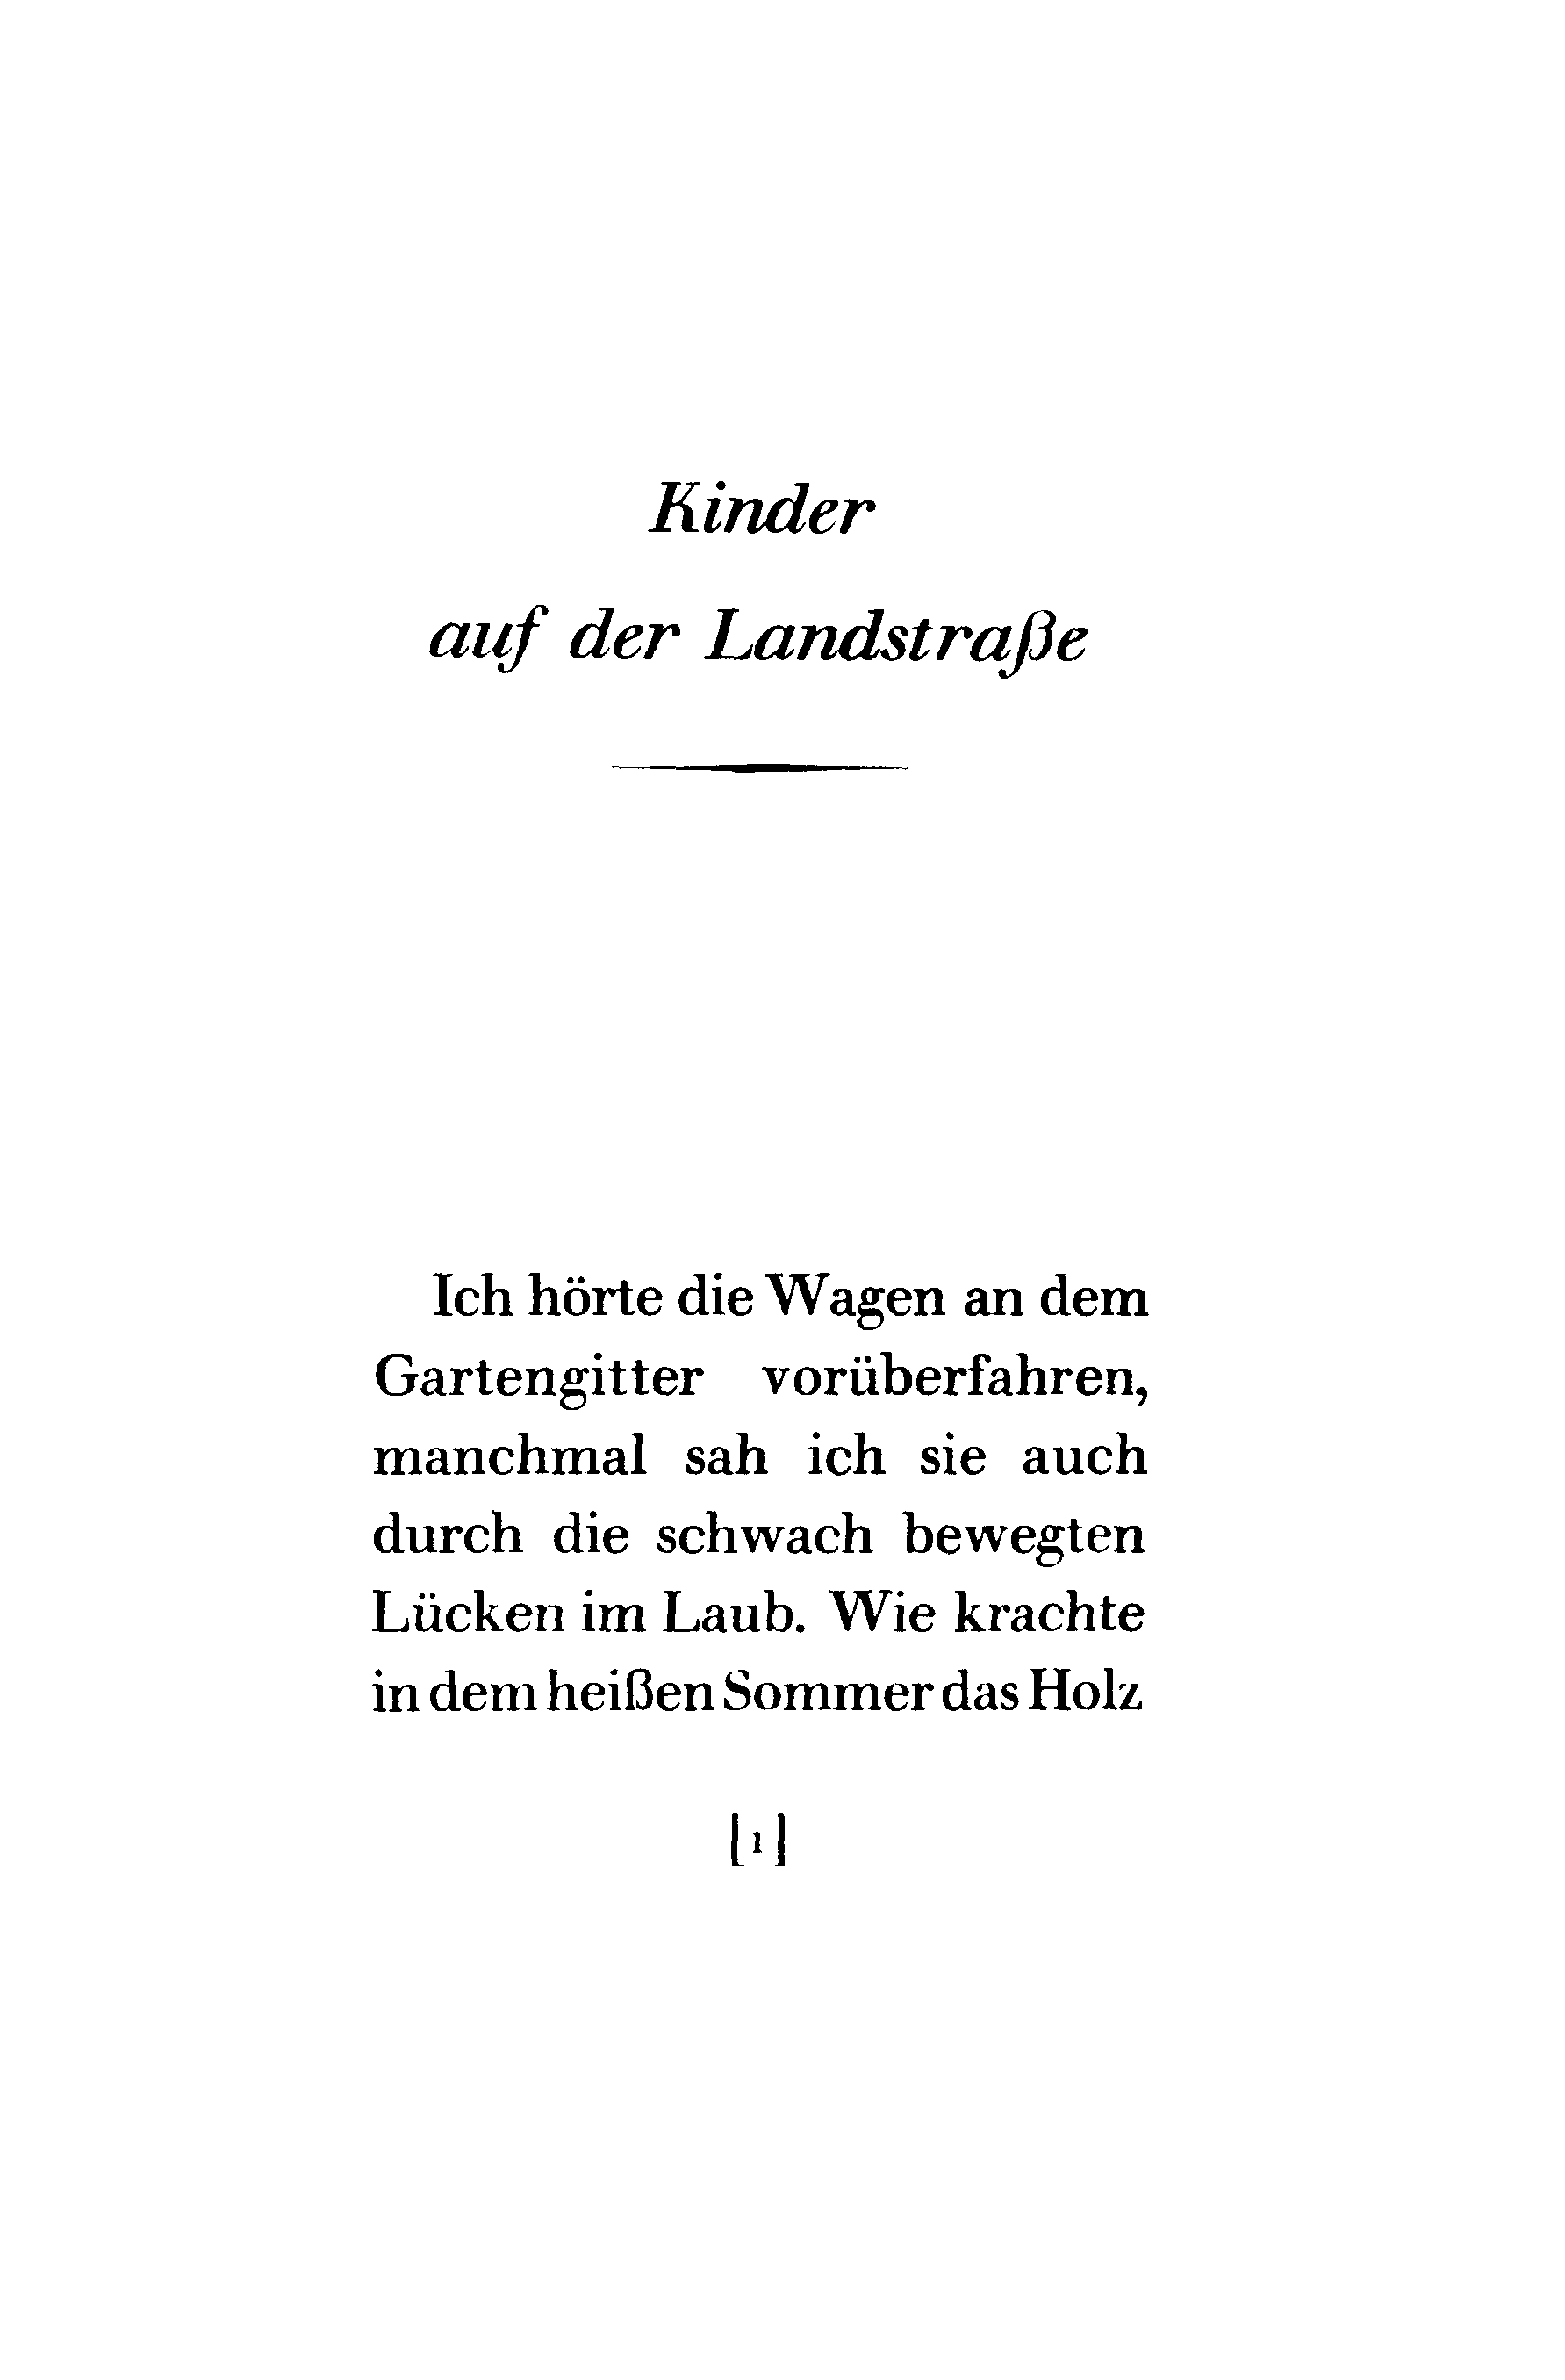 Kinder
auf der Landstraße
Ich hörte die Wagen an dem
Gartengitter vorüberfahren,
manchmal sah ich sie auch
durch die schwach bewegten
Lücken im Laub. Wie krachte
in dem heißen Sommer das Holz
[1]